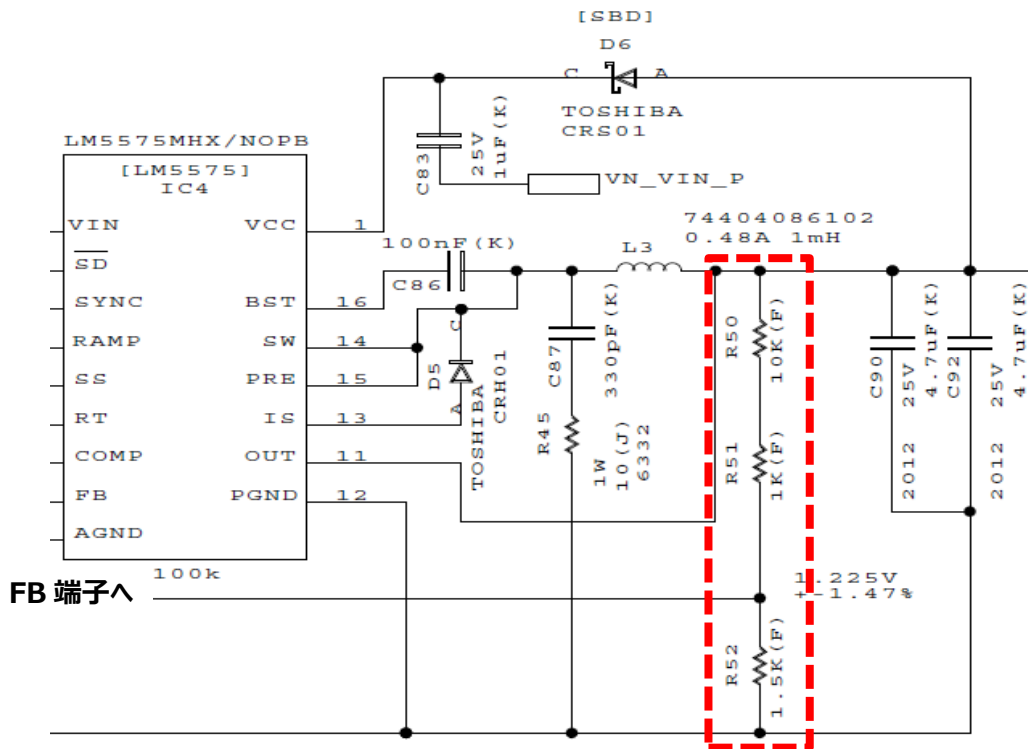 [SBD]
D6
C
A
TOSHIBA
CRS01
LM5575MHX/NOPB
[LM5575]
IC4
C83
25V
1uF(K)
VN_VIN_P
VIN
VCC
1
SD
SYNC
BST
16
RAMP
SW
14
SS
PRE
15
RT
IS
13
COMP
OUT
11
FB
PGND
12
AGND
100k
100nF(K)
C86
C
D5
A
TOSHIBA
CRH01
C87
330pF(K)
R45
1W
10(J)
6332
74404086102
0.48A 1mH
L3
R50
10K(F)
R51
1K(F)
R52
1.5K(F)
1.225V
+-1.47%
C90
25V
4.7uF(K)
2012
C92
25V
4.7uF(K)
2012
FB 端子へ